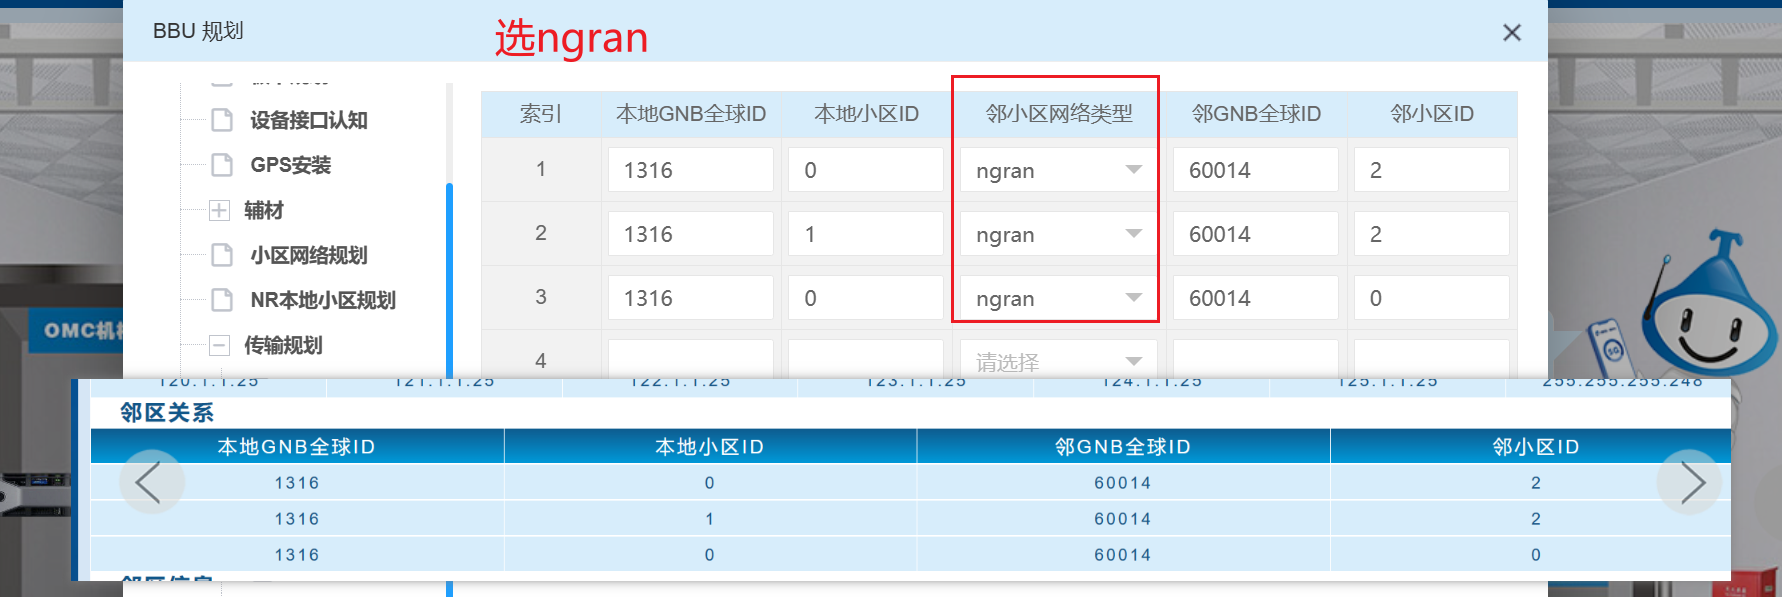 BBU 规划
选ngran
设备接口认知
GPS安装
辅材
小区网络规划
NR本地小区规划
传输规划
索引 本地GNB全球ID 本地小区ID 邻小区网络类型 邻GNB全球ID 邻小区ID
1 1316 0 ngran 60014 2
2 1316 1 ngran 60014 2
3 1316 0 ngran 60014 0
4 请选择
OMC机
5G
120.1.1.25 121.1.1.25 122.1.1.25 123.1.1.25 124.1.1.25 125.1.1.25 255.255.255.248
邻区关系
本地GNB全球ID 本地小区ID 邻GNB全球ID 邻小区ID
1316 0 60014 2
1316 1 60014 2
1316 0 60014 0
邻区信息